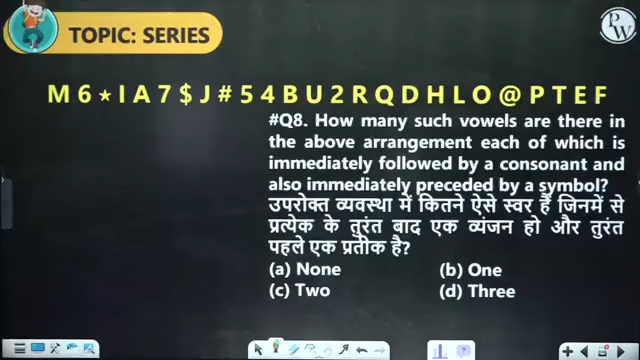 TOPIC: SERIES
PW
M 6 ★ I A 7 $ J # 5 4 B U 2 R Q D H L O @ P T E F
#Q8. How many such vowels are there in
the above arrangement each of which is
immediately followed by a consonant and
also immediately preceded by a symbol?
उपरोक्त व्यवस्था में कितने ऐसे स्वर हैं जिनमें से
प्रत्येक के तुरंत बाद एक व्यंजन हो और तुरंत
पहले एक प्रतीक है?
(a) None (b) One
(c) Two (d) Three